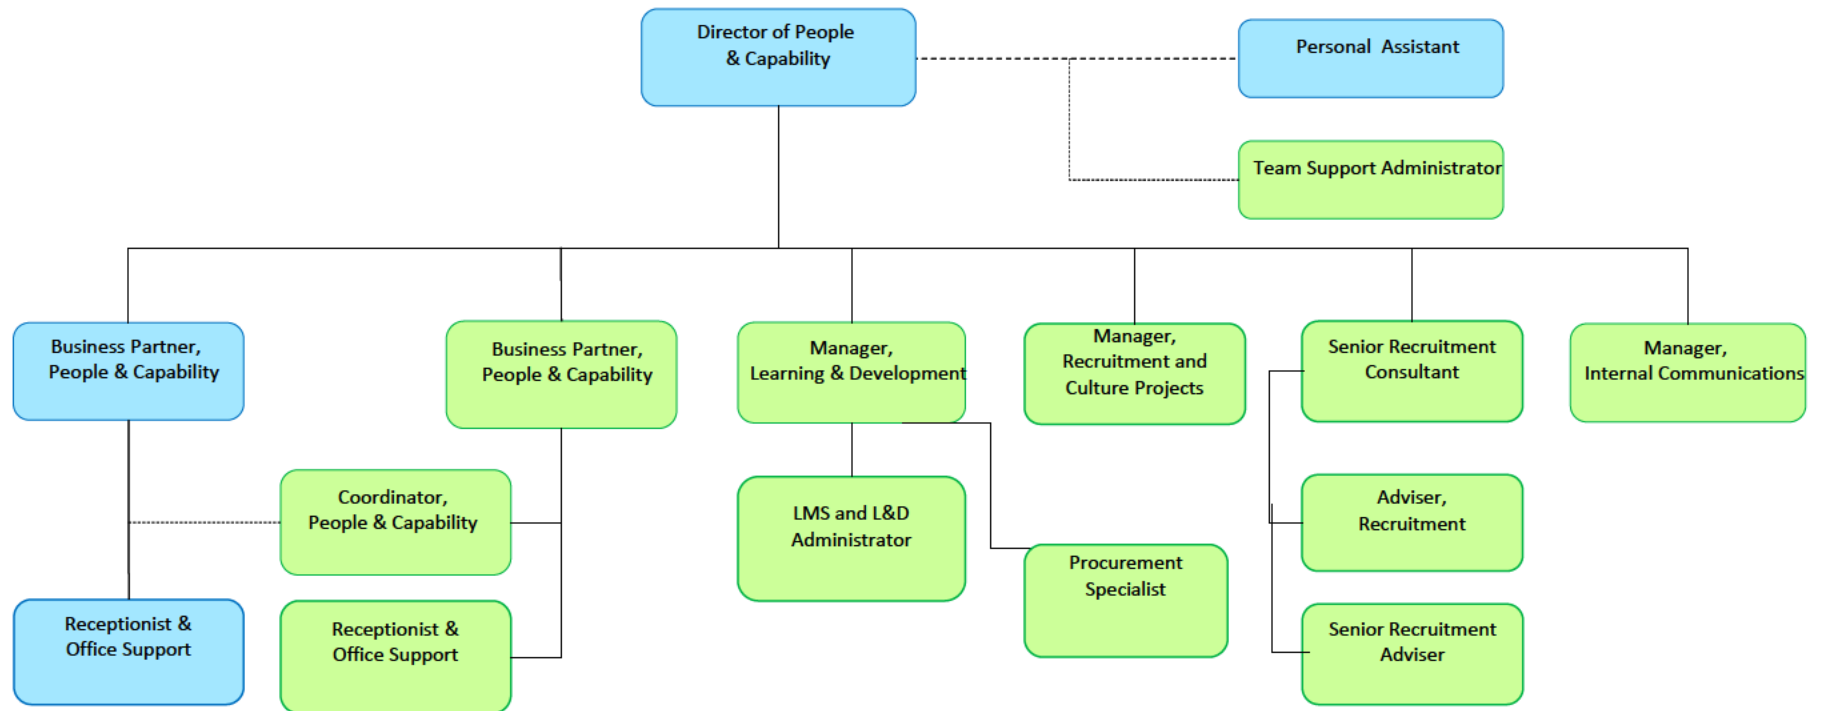 Director of People
& Capability
Personal Assistant
Team Support Administrator
Business Partner,
People & Capability
Business Partner,
People & Capability
Manager,
Learning & Development
Manager,
Recruitment and
Culture Projects
Senior Recruitment
Consultant
Manager,
Internal Communications
Coordinator,
People & Capability
LMS and L&D
Administrator
Adviser,
Recruitment
Procurement
Specialist
Receptionist &
Office Support
Receptionist &
Office Support
Senior Recruitment
Adviser